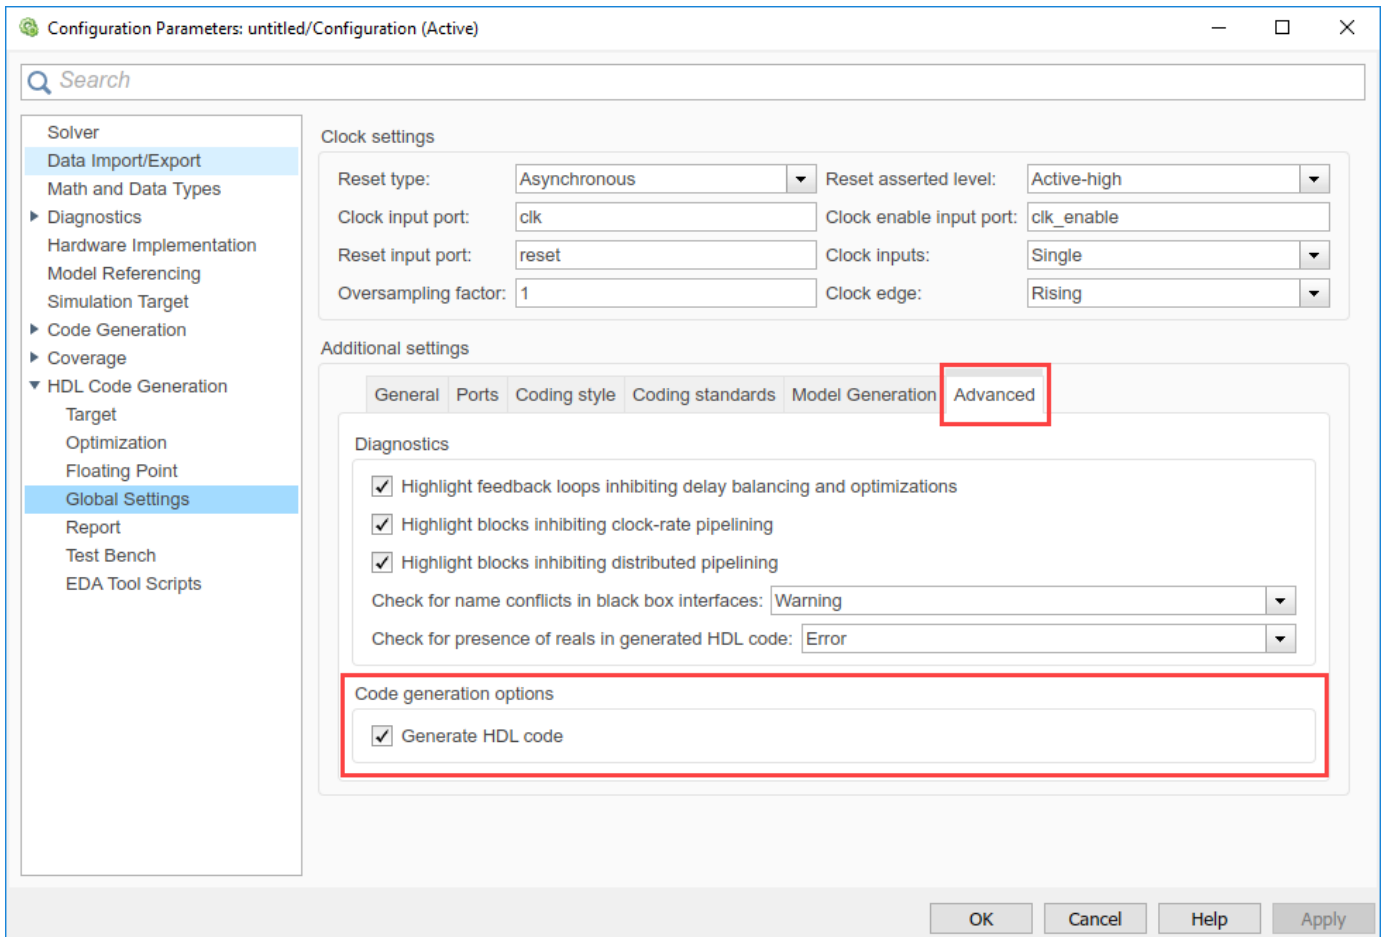 Configuration Parameters: untitled/Configuration (Active)
Search
Solver
Data Import/Export
Math and Data Types
Diagnostics
Hardware Implementation
Model Referencing
Simulation Target
Code Generation
Coverage
HDL Code Generation
Target
Optimization
Floating Point
Global Settings
Report
Test Bench
EDA Tool Scripts
Clock settings
Reset type: Asynchronous Reset asserted level: Active-high
Clock input port: clk Clock enable input port: clk_enable
Reset input port: reset Clock inputs: Single
Oversampling factor: 1 Clock edge: Rising
Additional settings
General Ports Coding style Coding standards Model Generation Advanced
Diagnostics
Highlight feedback loops inhibiting delay balancing and optimizations
Highlight blocks inhibiting clock-rate pipelining
Highlight blocks inhibiting distributed pipelining
Check for name conflicts in black box interfaces: Warning
Check for presence of reals in generated HDL code: Error
Code generation options
Generate HDL code
OK Cancel Help Apply